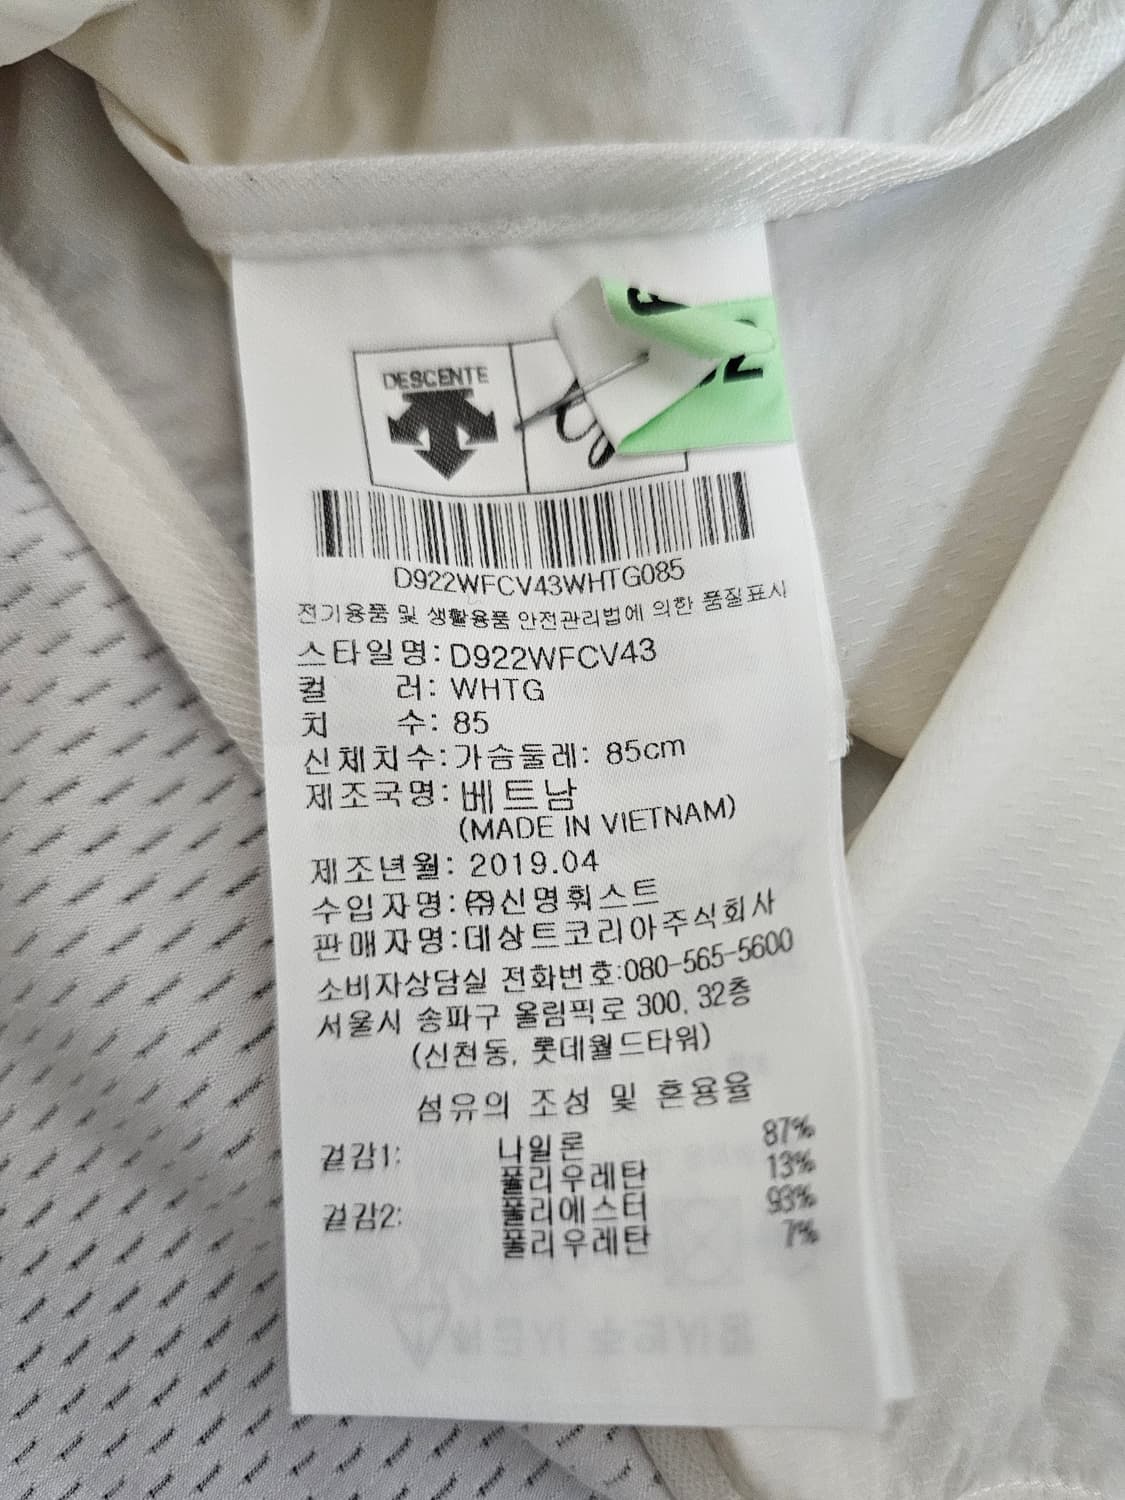 DESCENTE
D922WFCV43WHTG085
전기용품 및 생활용품 안전관리법에 의한 품질표시
스타일명: D922WFCV43
컬 러: WHTG
치 수: 85
신체치수: 가슴둘레: 85cm
제조국명: 베트남
(MADE IN VIETNAM)
제조년월: 2019.04
수입자명: ㈜신명훠스트
판매자명: 데상트코리아주식회사
소비자상담실 전화번호:080-565-5600
서울시 송파구 올림픽로 300, 32층
(신천동, 롯데월드타워)
섬유의 조성 및 혼용율
겉감1: 나일론 87%
폴리우레탄 13%
겉감2: 폴리에스터 93%
폴리우레탄 7%